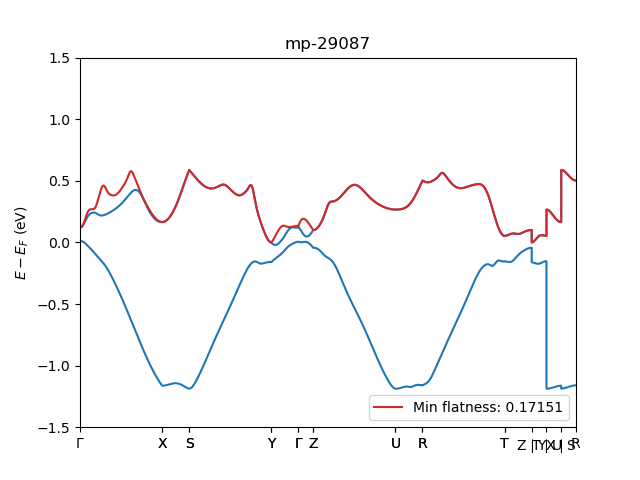 mp-29087
E − E_F (eV)
1.5
1.0
0.5
0.0
−0.5
−1.0
−1.5
Min flatness: 0.17151
Γ X S Y Γ Z U R T Z | T Y | X U | S R